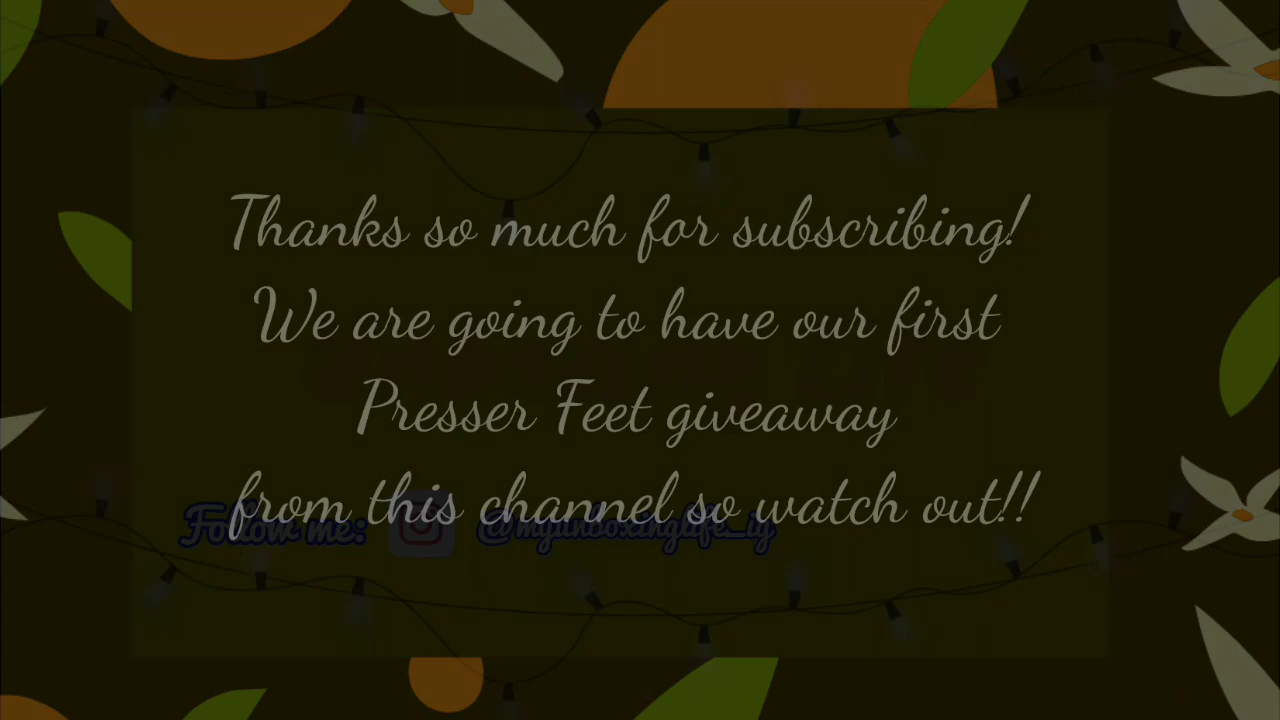 Thanks so much for subscribing!
We are going to have our first
Presser Feet giveaway
from this channel so watch out!!
Follow me: @myunboxinglife_ig